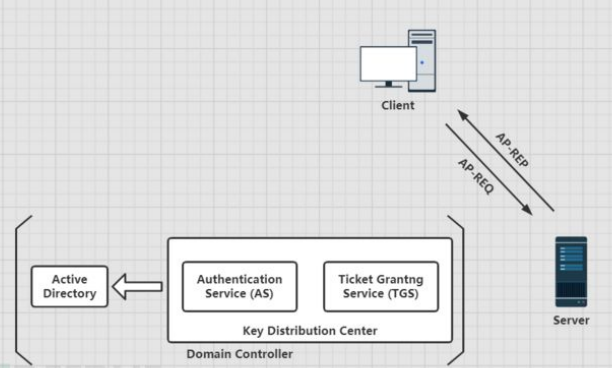 Client
AP-REP
AP-REQ
Active
Directory
Authentication
Service (AS)
Ticket Grantng
Service (TGS)
Key Distribution Center
Domain Controller
Server